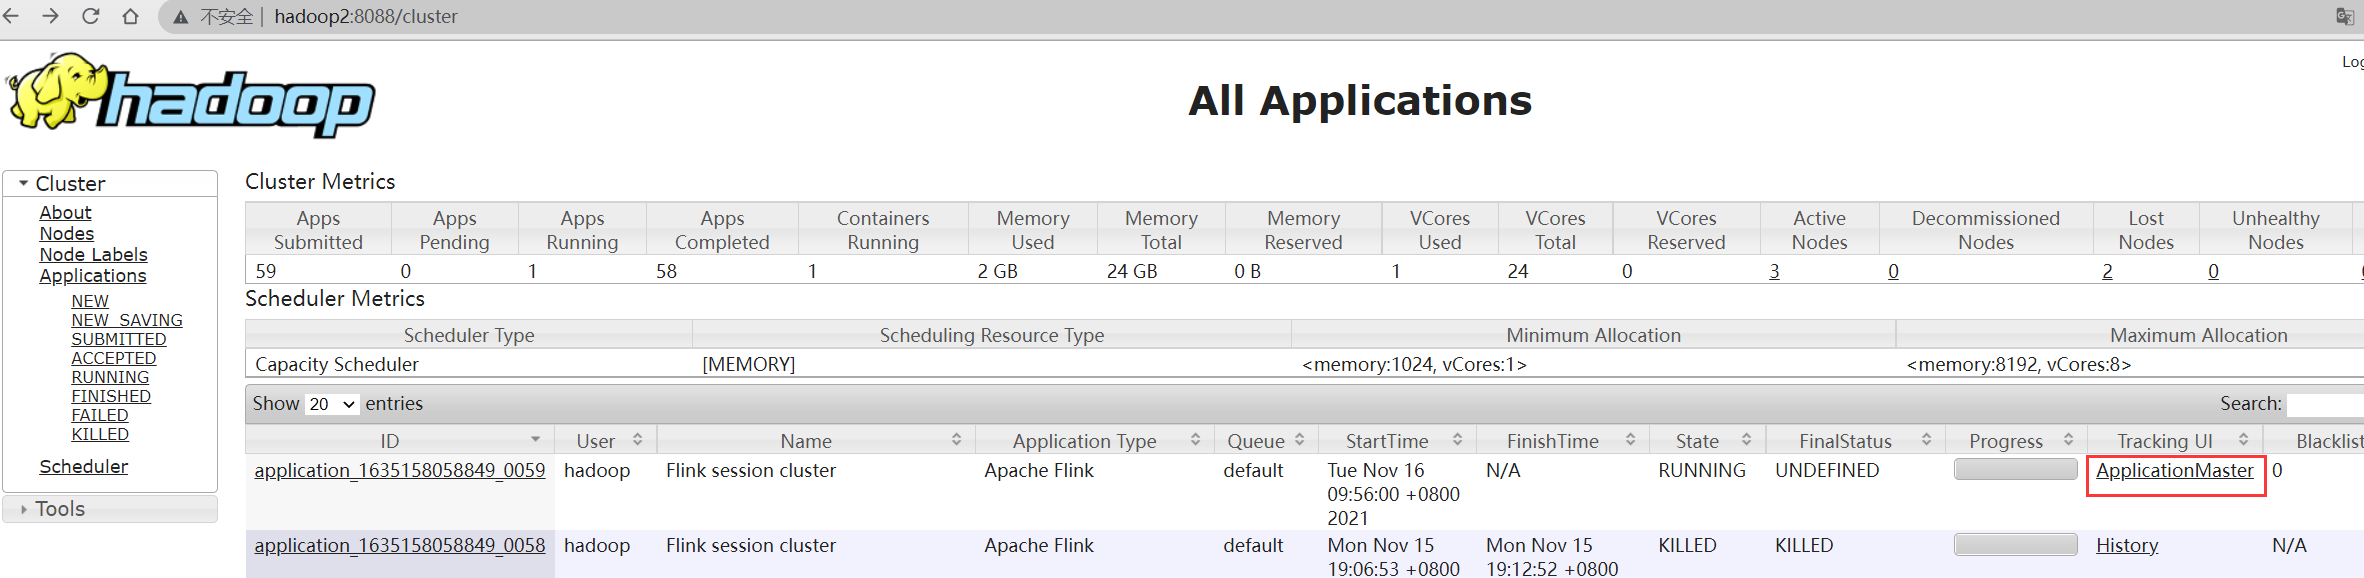 不安全 | hadoop2:8088/cluster
hadoop
All Applications
Cluster
About
Nodes
Node Labels
Applications
NEW
NEW_SAVING
SUBMITTED
ACCEPTED
RUNNING
FINISHED
FAILED
KILLED
Scheduler
Tools
Cluster Metrics
Apps Submitted Apps Pending Apps Running Apps Completed Containers Running Memory Used Memory Total Memory Reserved VCores Used VCores Total VCores Reserved Active Nodes Decommissioned Nodes Lost Nodes Unhealthy Nodes
59 0 1 58 1 2 GB 24 GB 0 B 1 24 0 3 0 2 0
Scheduler Metrics
Scheduler Type Scheduling Resource Type Minimum Allocation Maximum Allocation
Capacity Scheduler [MEMORY] <memory:1024, vCores:1> <memory:8192, vCores:8>
Show 20 entries Search:
ID User Name Application Type Queue StartTime FinishTime State FinalStatus Progress Tracking UI Blacklist
application_1635158058849_0059 hadoop Flink session cluster Apache Flink default Tue Nov 16 09:56:00 +0800 2021 N/A RUNNING UNDEFINED ApplicationMaster 0
application_1635158058849_0058 hadoop Flink session cluster Apache Flink default Mon Nov 15 19:06:53 +0800 Mon Nov 15 19:12:52 +0800 KILLED KILLED History N/A